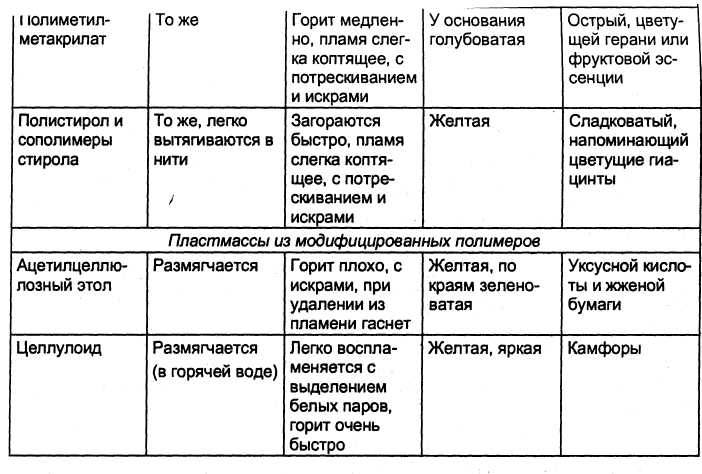 Полиметил-
метакрилат
То же
Горит медлен-
но, пламя слег-
ка коптящее, с
потрескиванием
и искрами
У основания
голубоватая
Острый, цвету-
щей герани или
фруктовой эс-
сенции
Полистирол и
сополимеры
стирола
То же, легко
вытягиваются в
нити
Загораются
быстро, пламя
слегка коптя-
щее, с потре-
скиванием и
искрами
Желтая
Сладковатый,
напоминающий
цветущие гиа-
цинты
Пластмассы из модифицированных полимеров
Ацетилцеллю-
лозный этол
Размягчается
Горит плохо, с
искрами, при
удалении из
пламени гаснет
Желтая, по
краям зелено-
ватая
Уксусной кисло-
ты и жженой
бумаги
Целлулоид
Размягчается
(в горячей воде)
Легко воспла-
меняется с
выделением
белых паров,
горит очень
быстро
Желтая, яркая
Камфоры